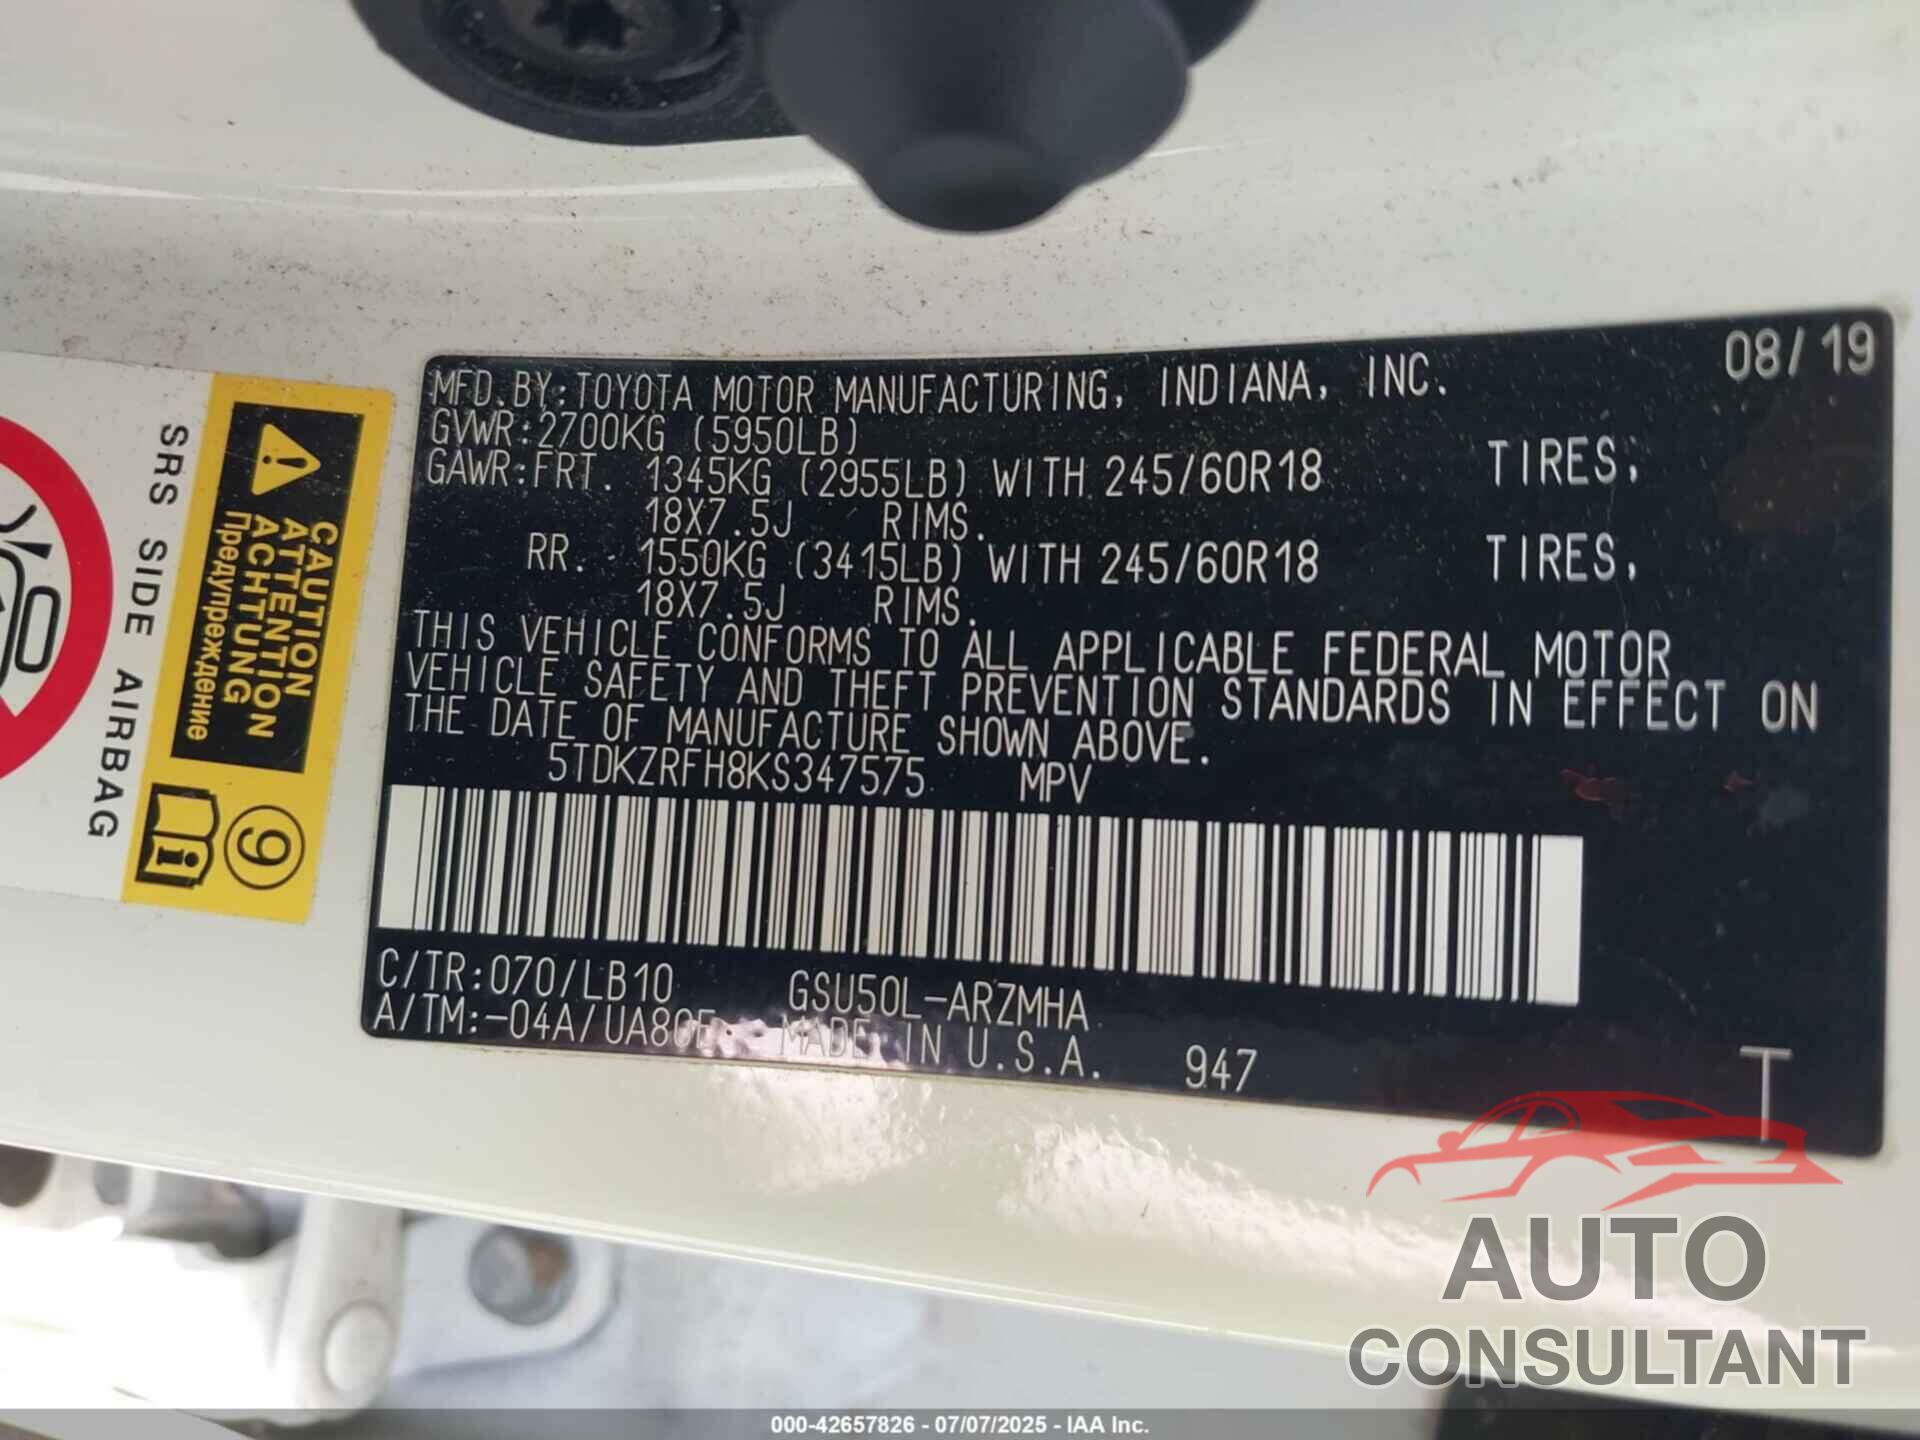 08/19
MFD.BY:TOYOTA MOTOR MANUFACTURING, INDIANA, INC.
GVWR:2700KG (5950LB)
GAWR:FRT. 1345KG (2955LB) WITH 245/60R18 TIRES,
18X7.5J RIMS.
RR. 1550KG (3415LB) WITH 245/60R18 TIRES,
18X7.5J RIMS.
THIS VEHICLE CONFORMS TO ALL APPLICABLE FEDERAL MOTOR
VEHICLE SAFETY AND THEFT PREVENTION STANDARDS IN EFFECT ON
THE DATE OF MANUFACTURE SHOWN ABOVE.
5TDKZRFH8KS347575 MPV
C/TR:070/LB10 GSU50L-ARZMHA
A/TM:-04A/UA80E MADE IN U.S.A. 947
T
CAUTION
ATTENTION
ACHTUNG
Предупреждение
9
SRS SIDE AIRBAG
AUTO
CONSULTANT
000-42657826 - 07/07/2025 - IAA Inc.